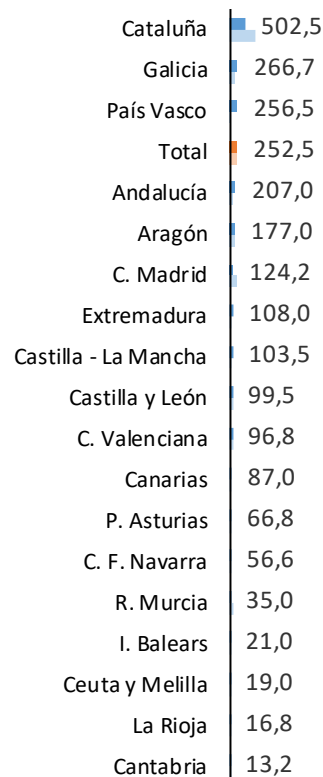 Cataluña 502,5
Galicia 266,7
País Vasco 256,5
Total 252,5
Andalucía 207,0
Aragón 177,0
C. Madrid 124,2
Extremadura 108,0
Castilla - La Mancha 103,5
Castilla y León 99,5
C. Valenciana 96,8
Canarias 87,0
P. Asturias 66,8
C. F. Navarra 56,6
R. Murcia 35,0
I. Balears 21,0
Ceuta y Melilla 19,0
La Rioja 16,8
Cantabria 13,2